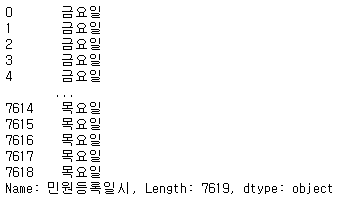 0 금요일
1 금요일
2 금요일
3 금요일
4 금요일
...
7614 목요일
7615 목요일
7616 목요일
7617 목요일
7618 목요일
Name: 민원등록일시, Length: 7619, dtype: object